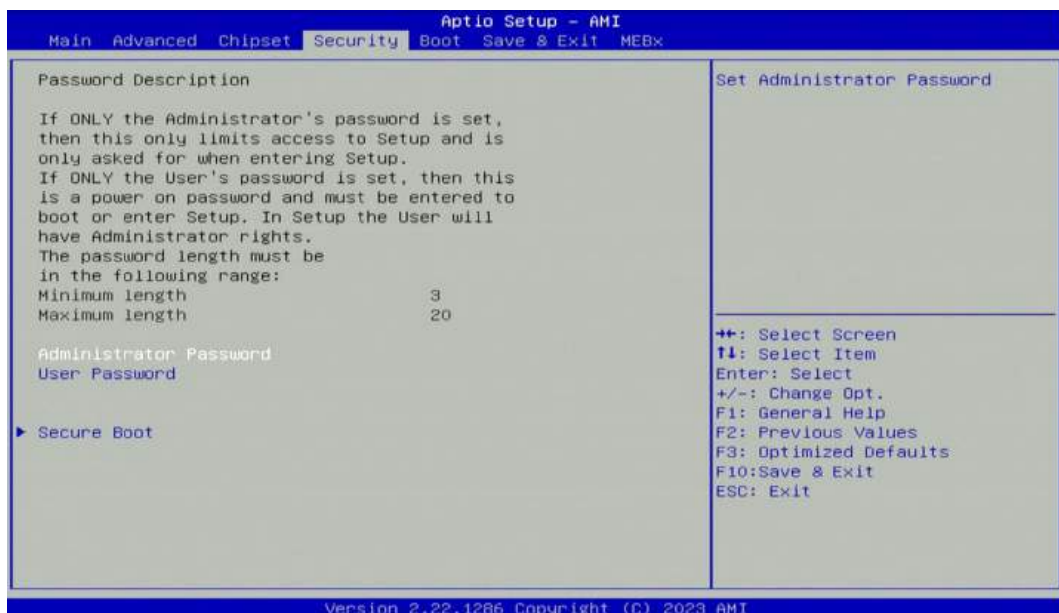 Aptio Setup - AMI
Main Advanced Chipset Security Boot Save & Exit MEBx
Password Description
If ONLY the Administrator's password is set,
then this only limits access to Setup and is
only asked for when entering Setup.
If ONLY the User's password is set, then this
is a power on password and must be entered to
boot or enter Setup. In Setup the User will
have Administrator rights.
The password length must be
in the following range:
Minimum length 3
Maximum length 20
Administrator Password
User Password
► Secure Boot
Set Administrator Password
→←: Select Screen
↑↓: Select Item
Enter: Select
+/-: Change Opt.
F1: General Help
F2: Previous Values
F3: Optimized Defaults
F10:Save & Exit
ESC: Exit
Version 2.22.1286 Copyright (C) 2023 AMI